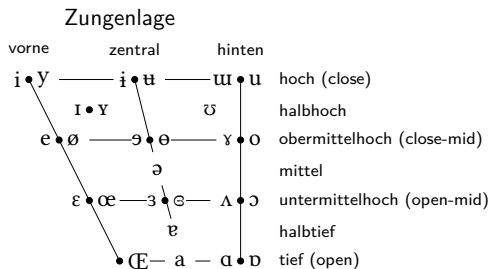 Zungenlage
vorne zentral hinten
i y ɨ ʉ ɯ u hoch (close)
ɪ ʏ ʊ halbhoch
e ø ɘ ɵ ɤ o obermittelhoch (close-mid)
ə mittel
ɛ œ ɜ ɞ ʌ ɔ untermittelhoch (open-mid)
ɐ halbtief
Œ a ɑ ɒ tief (open)